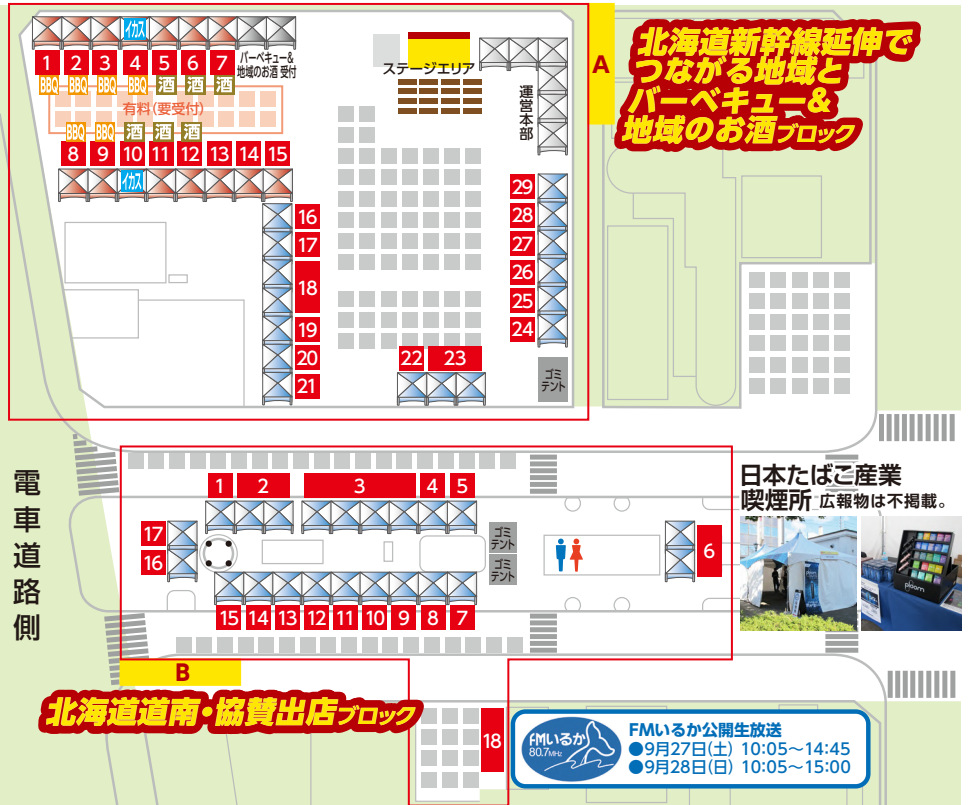 イカス
1 2 3 4 5 6 7
バーベキュー&
地域のお酒 受付
BBQ BBQ BBQ BBQ 酒 酒 酒
有料(要受付)
BBQ BBQ 酒 酒 酒
8 9 10 11 12 13 14 15
イカス
ステージエリア
運営本部
A
北海道新幹線延伸で
つながる地域と
バーベキュー&
地域のお酒ブロック
16
17
18
19
20
21
22 23
29
28
27
26
25
24
ゴミ
テント
電車道路側
1 2 3 4 5
17
16
ゴミ
テント
ゴミ
テント
6
15 14 13 12 11 10 9 8 7
日本たばこ産業
喫煙所 広報物は不掲載。
ploom
B
北海道道南・協賛出店ブロック
18
FMいるか
80.7MHz
FMいるか公開生放送
●9月27日(土) 10:05〜14:45
●9月28日(日) 10:05〜15:00